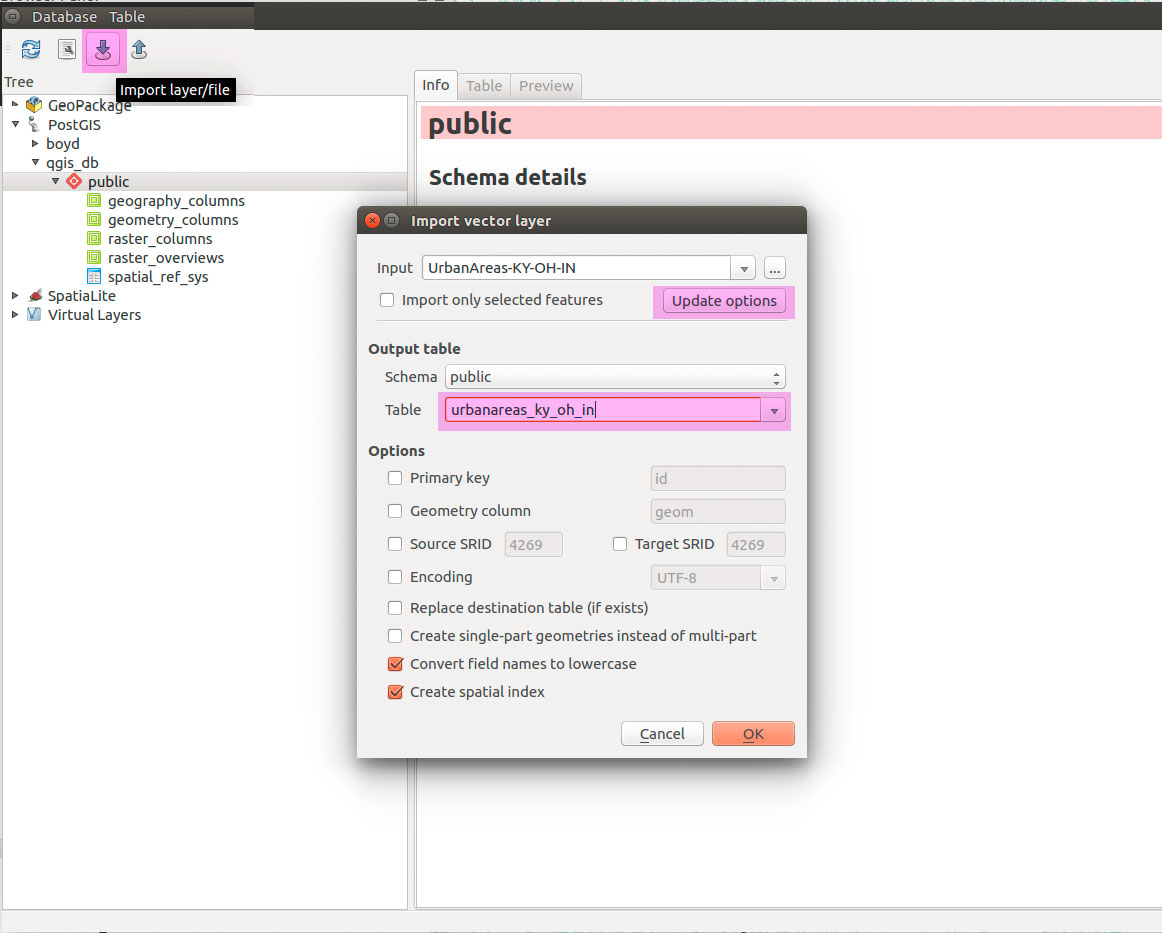 Database Table
Import layer/file
Tree
GeoPackage
PostGIS
boyd
qgis_db
public
geography_columns
geometry_columns
raster_columns
raster_overviews
spatial_ref_sys
SpatiaLite
Virtual Layers
Info Table Preview
public
Schema details
Import vector layer
Input UrbanAreas-KY-OH-IN ...
Import only selected features Update options
Output table
Schema public
Table urbanareas_ky_oh_in
Options
Primary key id
Geometry column geom
Source SRID 4269 Target SRID 4269
Encoding UTF-8
Replace destination table (if exists)
Create single-part geometries instead of multi-part
Convert field names to lowercase
Create spatial index
Cancel OK